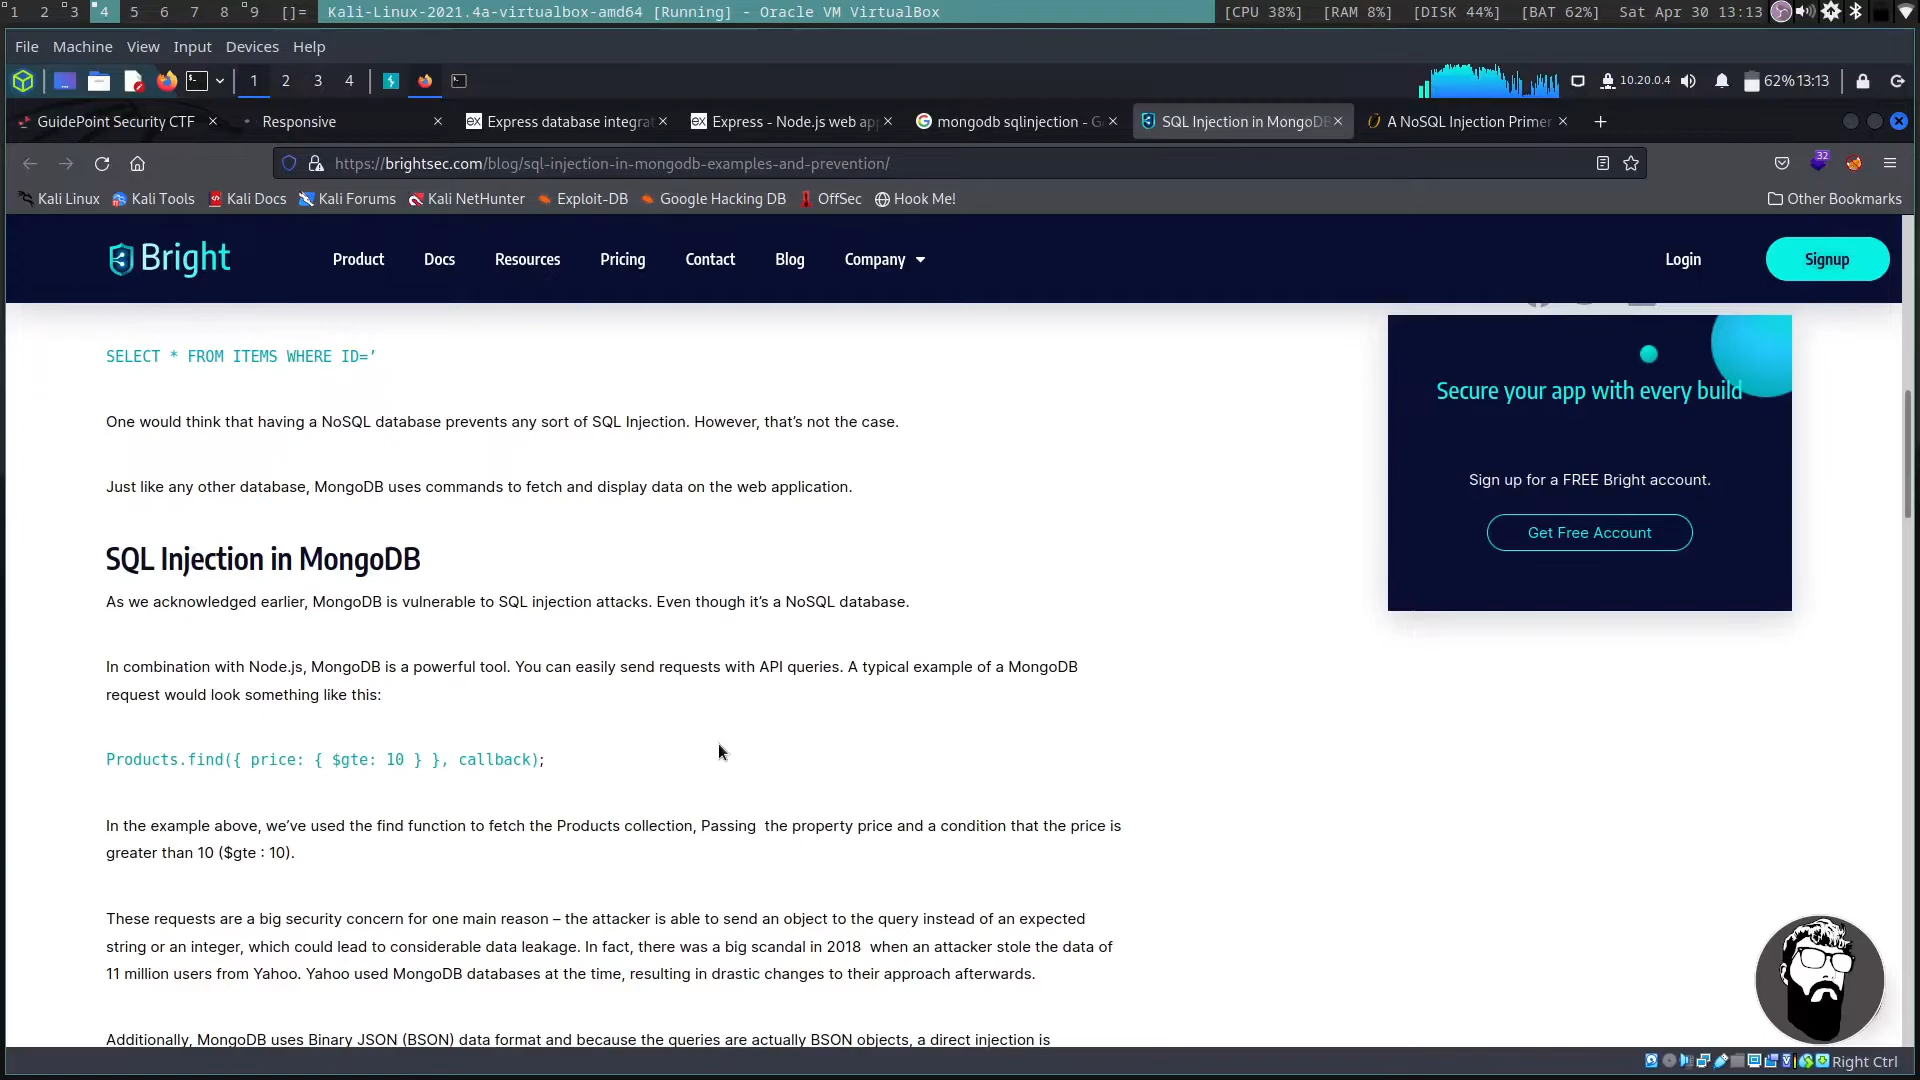 1 2 3 4 5 6 7 8 9 []= Kali-Linux-2021.4a-virtualbox-amd64 [Running] - Oracle VM VirtualBox [CPU 38%] [RAM 8%] [DISK 44%] [BAT 62%] Sat Apr 30 13:13
File Machine View Input Devices Help
1 2 3 4 10.20.0.4 62% 13:13
GuidePoint Security CTF Responsive Express database integrat Express - Node.js web app mongodb sqlinjection - G SQL Injection in MongoDB A NoSQL Injection Primer
https://brightsec.com/blog/sql-injection-in-mongodb-examples-and-prevention/ 32
Kali Linux Kali Tools Kali Docs Kali Forums Kali NetHunter Exploit-DB Google Hacking DB OffSec Hook Me! Other Bookmarks
Bright Product Docs Resources Pricing Contact Blog Company Login Signup
SELECT * FROM ITEMS WHERE ID=’
One would think that having a NoSQL database prevents any sort of SQL Injection. However, that’s not the case.
Just like any other database, MongoDB uses commands to fetch and display data on the web application.
SQL Injection in MongoDB
As we acknowledged earlier, MongoDB is vulnerable to SQL injection attacks. Even though it’s a NoSQL database.
In combination with Node.js, MongoDB is a powerful tool. You can easily send requests with API queries. A typical example of a MongoDB
request would look something like this:
Products.find({ price: { $gte: 10 } }, callback);
In the example above, we’ve used the find function to fetch the Products collection, Passing  the property price and a condition that the price is
greater than 10 ($gte : 10).
These requests are a big security concern for one main reason – the attacker is able to send an object to the query instead of an expected
string or an integer, which could lead to considerable data leakage. In fact, there was a big scandal in 2018  when an attacker stole the data of
11 million users from Yahoo. Yahoo used MongoDB databases at the time, resulting in drastic changes to their approach afterwards.
Additionally, MongoDB uses Binary JSON (BSON) data format and because the queries are actually BSON objects, a direct injection is
Secure your app with every build
Sign up for a FREE Bright account.
Get Free Account
Right Ctrl